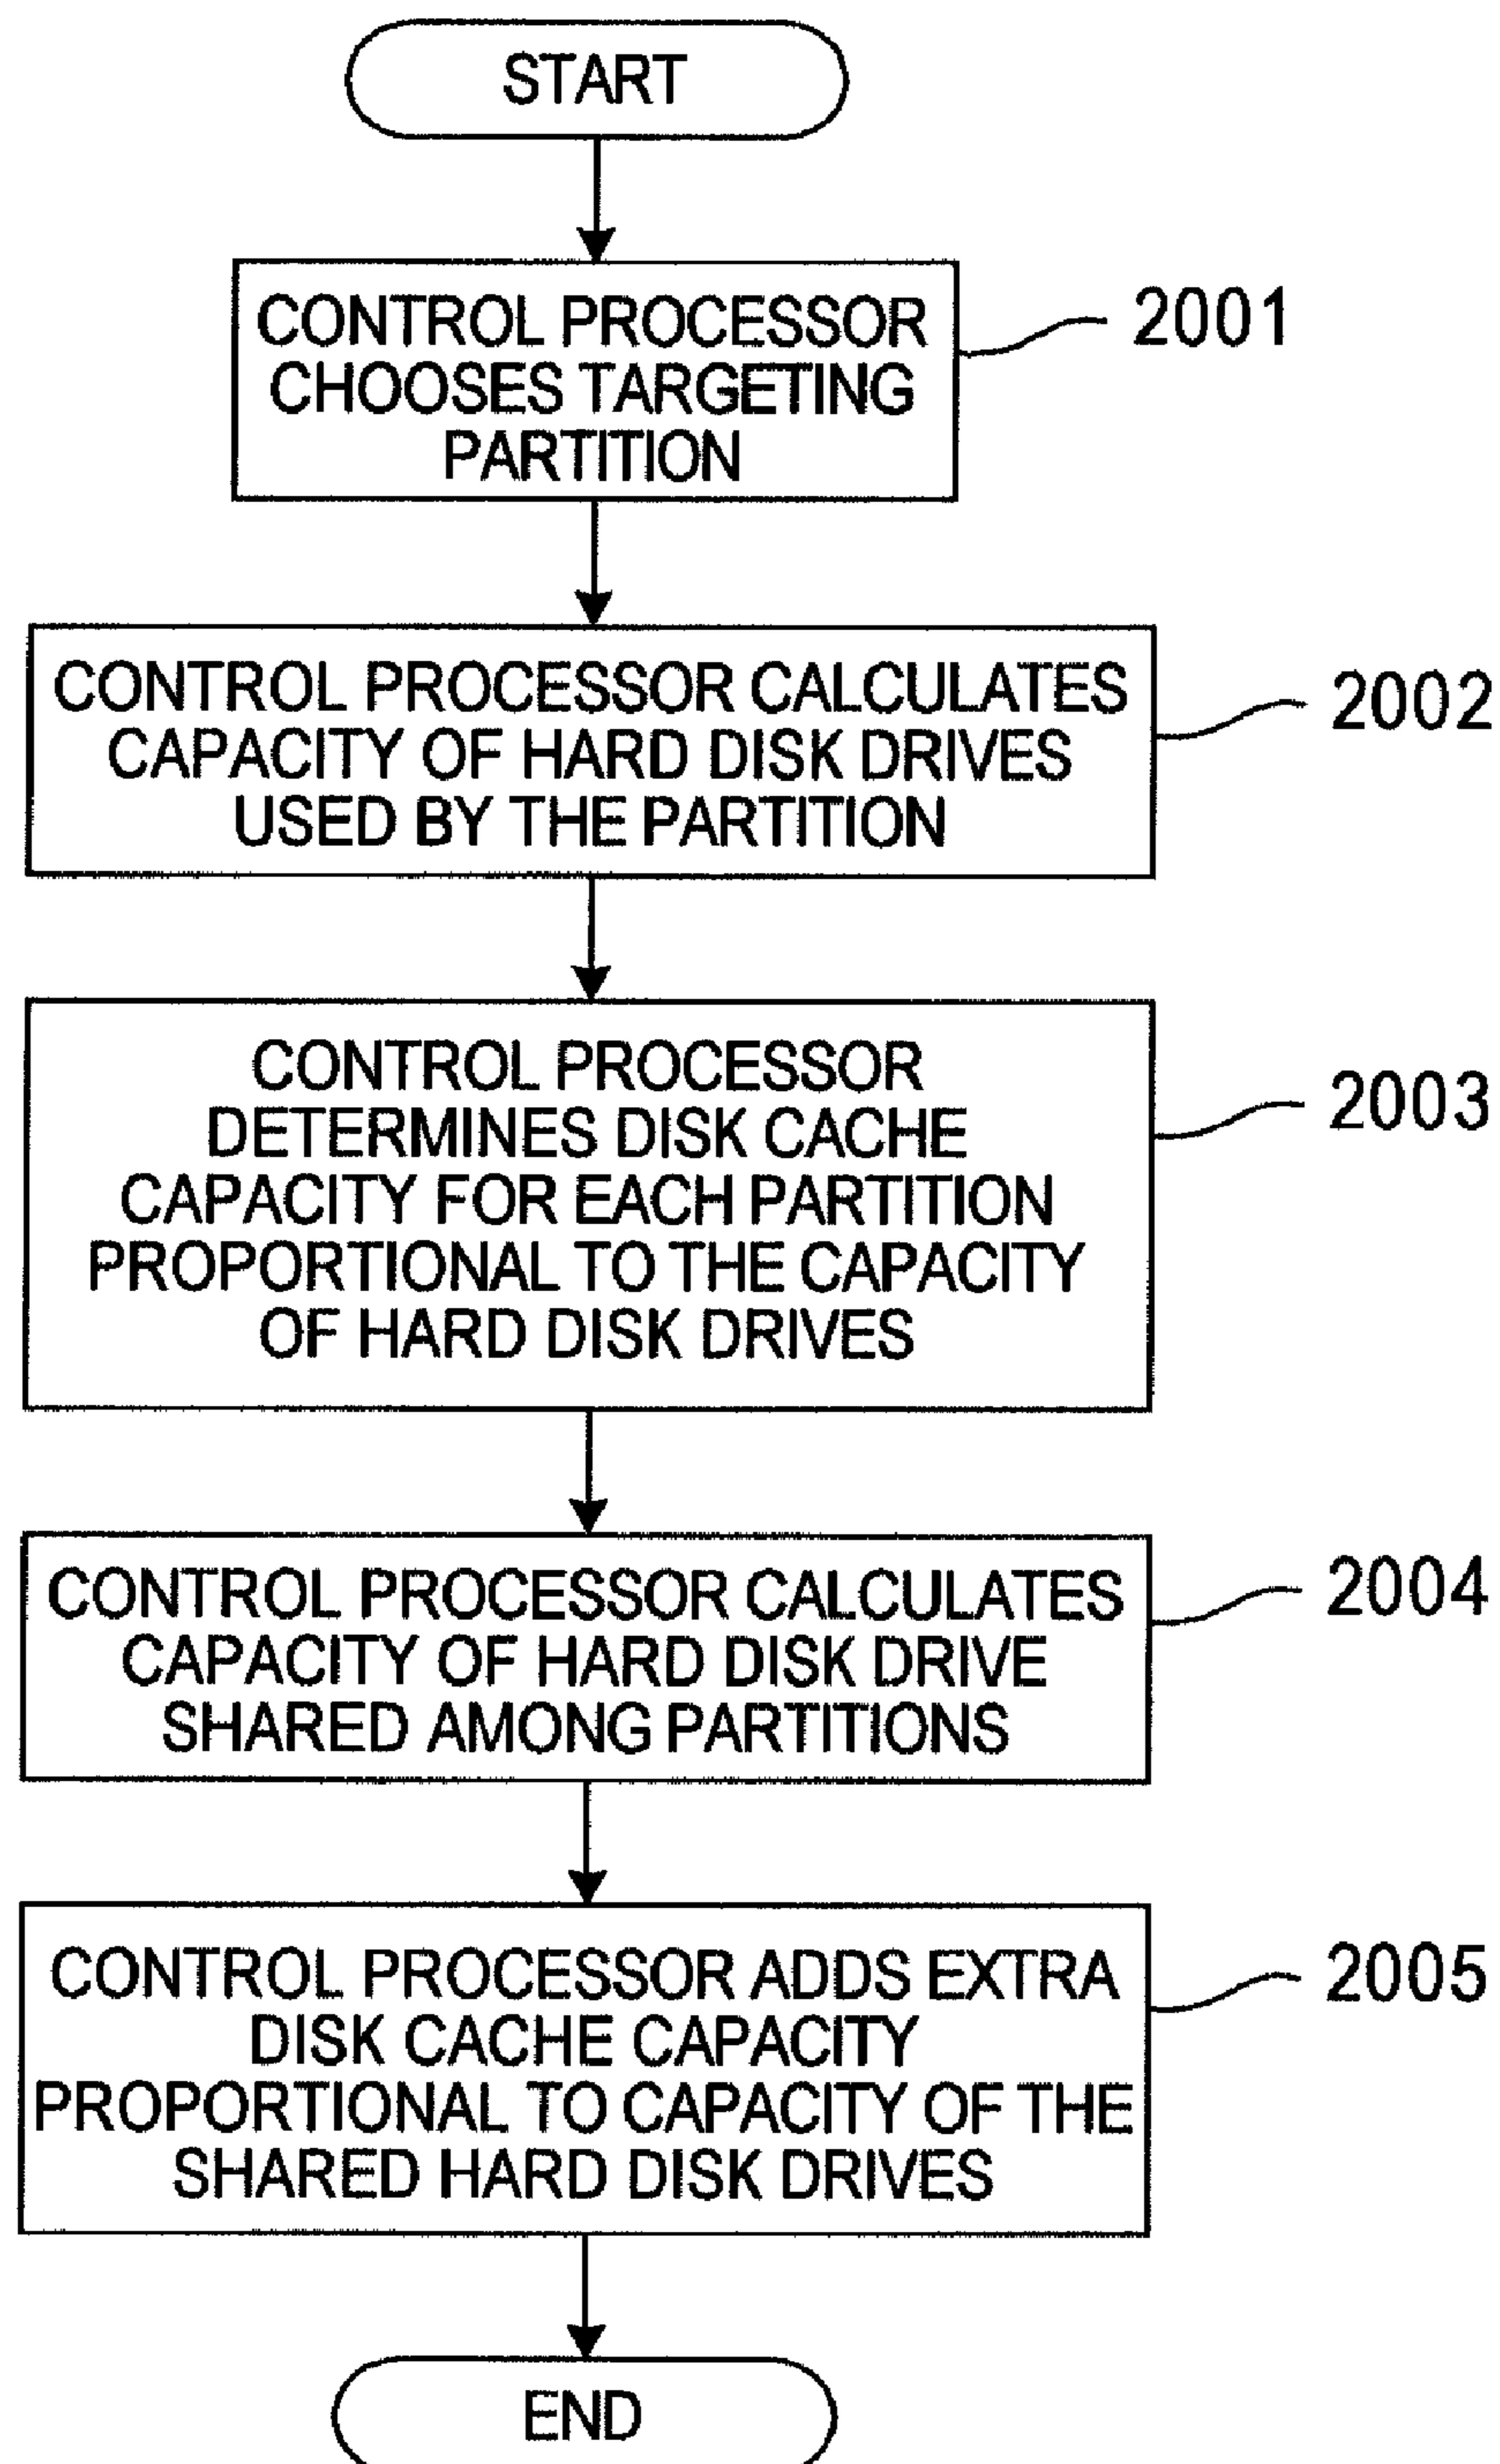 START
CONTROL PROCESSOR
CHOOSES TARGETING
PARTITION
2001
CONTROL PROCESSOR CALCULATES
CAPACITY OF HARD DISK DRIVES
USED BY THE PARTITION
2002
CONTROL PROCESSOR
DETERMINES DISK CACHE
CAPACITY FOR EACH PARTITION
PROPORTIONAL TO THE CAPACITY
OF HARD DISK DRIVES
2003
CONTROL PROCESSOR CALCULATES
CAPACITY OF HARD DISK DRIVE
SHARED AMONG PARTITIONS
2004
CONTROL PROCESSOR ADDS EXTRA
DISK CACHE CAPACITY
PROPORTIONAL TO CAPACITY OF THE
SHARED HARD DISK DRIVES
2005
END